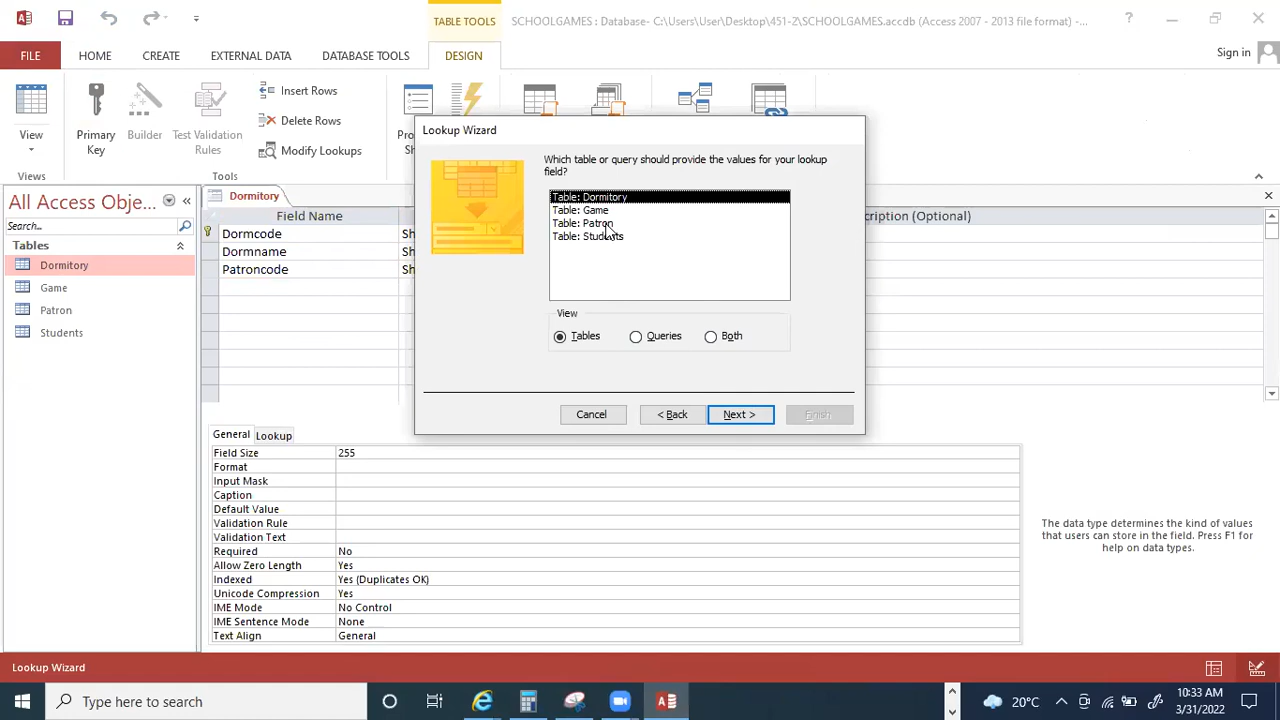 TABLE TOOLS
SCHOOLGAMES : Database- C:\Users\User\Desktop\451-2\SCHOOLGAMES.accdb (Access 2007 - 2013 file format) -...
?
FILE HOME CREATE EXTERNAL DATA DATABASE TOOLS DESIGN
Sign in
View
Primary Key
Builder
Test Validation Rules
Insert Rows
Delete Rows
Modify Lookups
Views
Tools
All Access Obje...
Search...
Tables
Dormitory
Game
Patron
Students
Dormitory
Field Name
Dormcode Sh
Dormname Sh
Patroncode Sh
cription (Optional)
Lookup Wizard
Which table or query should provide the values for your lookup
field?
Table: Dormitory
Table: Game
Table: Patron
Table: Students
View
Tables Queries Both
Cancel < Back Next > Finish
General Lookup
Field Size 255
Format
Input Mask
Caption
Default Value
Validation Rule
Validation Text
Required No
Allow Zero Length Yes
Indexed Yes (Duplicates OK)
Unicode Compression Yes
IME Mode No Control
IME Sentence Mode None
Text Align General
The data type determines the kind of values
that users can store in the field. Press F1 for
help on data types.
Lookup Wizard
Type here to search
20°C
10:33 AM
3/31/2022